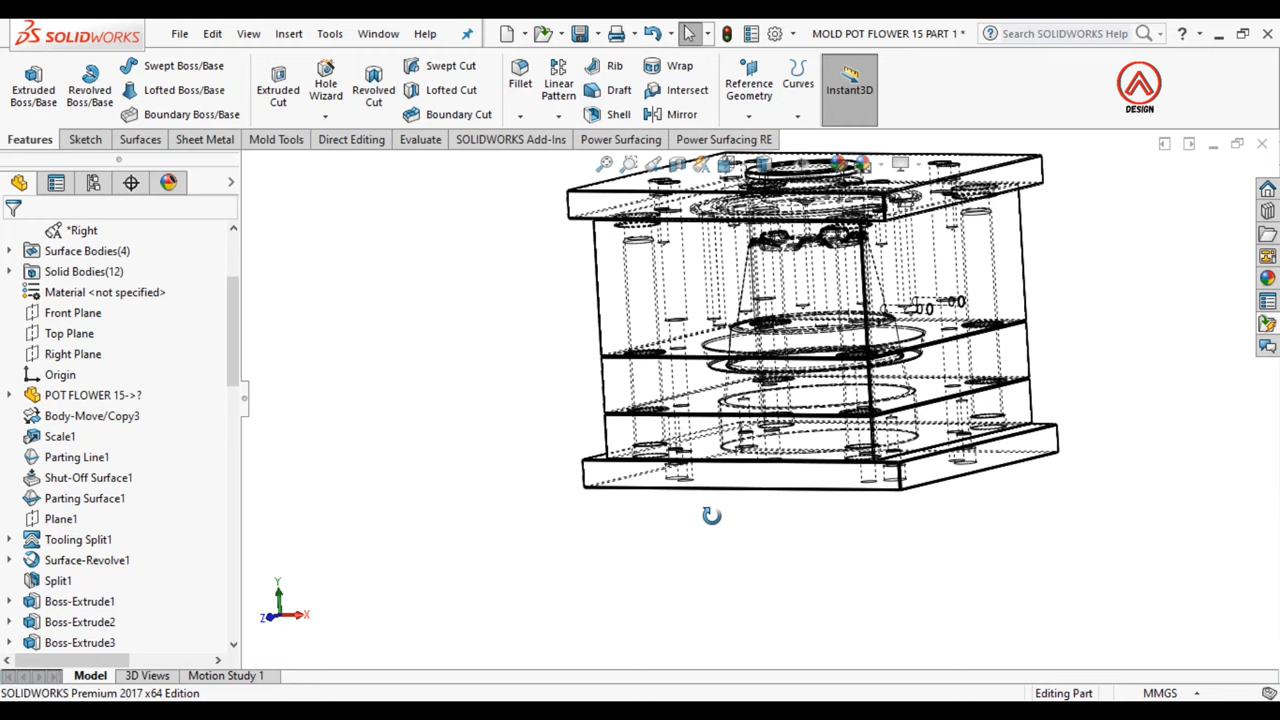 SOLIDWORKS File Edit View Insert Tools Window Help MOLD POT FLOWER 15 PART 1 * Search SOLIDWORKS Help ?
Extruded Boss/Base
Revolved Boss/Base
Swept Boss/Base
Lofted Boss/Base
Boundary Boss/Base
Extruded Cut
Hole Wizard
Revolved Cut
Swept Cut
Lofted Cut
Boundary Cut
Fillet
Linear Pattern
Rib
Draft
Shell
Wrap
Intersect
Mirror
Reference Geometry
Curves
Instant3D
DESIGN
Features Sketch Surfaces Sheet Metal Mold Tools Direct Editing Evaluate SOLIDWORKS Add-Ins Power Surfacing Power Surfacing RE
*Right
Surface Bodies(4)
Solid Bodies(12)
Material <not specified>
Front Plane
Top Plane
Right Plane
Origin
POT FLOWER 15->?
Body-Move/Copy3
Scale1
Parting Line1
Shut-Off Surface1
Parting Surface1
Plane1
Tooling Split1
Surface-Revolve1
Split1
Boss-Extrude1
Boss-Extrude2
Boss-Extrude3
Y
Z X
Model 3D Views Motion Study 1
SOLIDWORKS Premium 2017 x64 Edition Editing Part MMGS